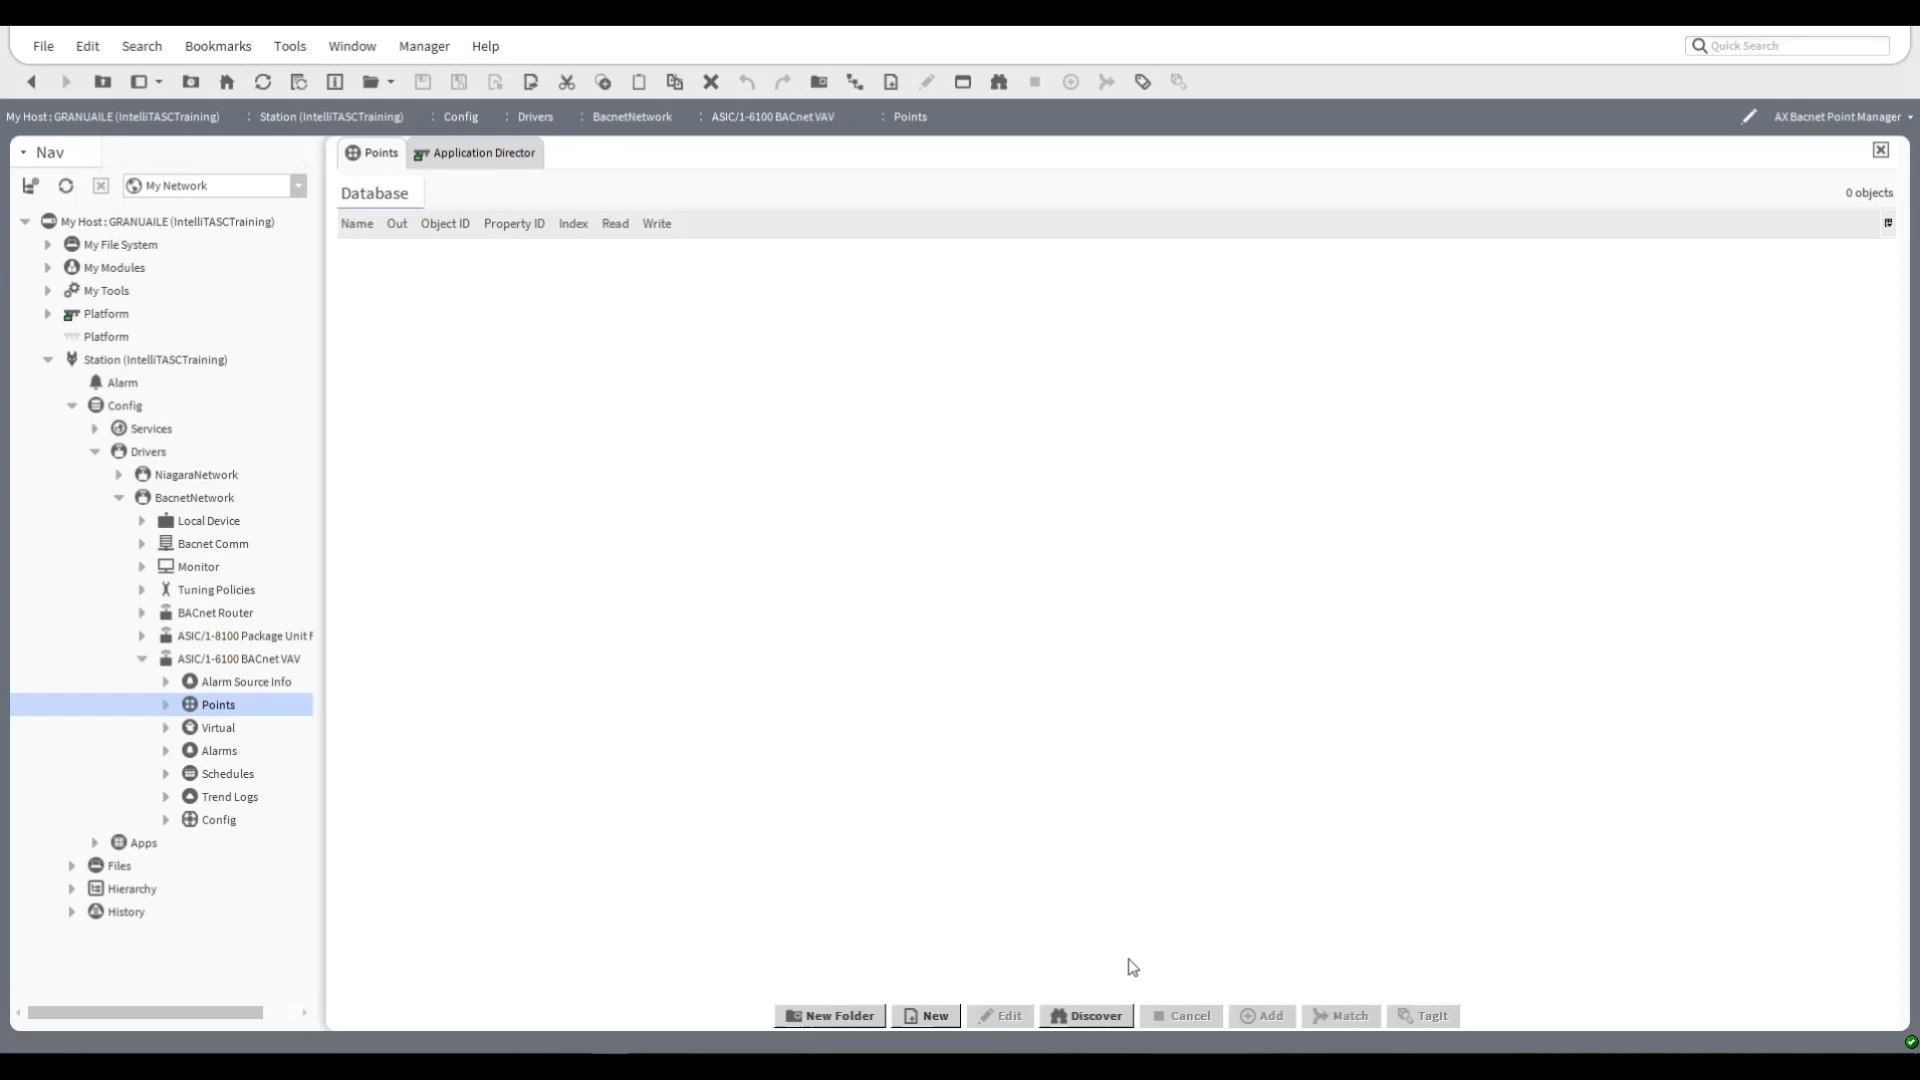 File Edit Search Bookmarks Tools Window Manager Help
Quick Search
My Host : GRANUAILE (IntelliTASCTraining) : Station (IntelliTASCTraining) : Config : Drivers : BacnetNetwork : ASIC/1-6100 BACnet VAV : Points
AX Bacnet Point Manager
Nav
My Network
My Host : GRANUAILE (IntelliTASCTraining)
My File System
My Modules
My Tools
Platform
Platform
Station (IntelliTASCTraining)
Alarm
Config
Services
Drivers
NiagaraNetwork
BacnetNetwork
Local Device
Bacnet Comm
Monitor
Tuning Policies
BACnet Router
ASIC/1-8100 Package Unit
ASIC/1-6100 BACnet VAV
Alarm Source Info
Points
Virtual
Alarms
Schedules
Trend Logs
Config
Apps
Files
Hierarchy
History
Points Application Director
Database
0 objects
Name Out Object ID Property ID Index Read Write
New Folder New Edit Discover Cancel Add Match TagIt